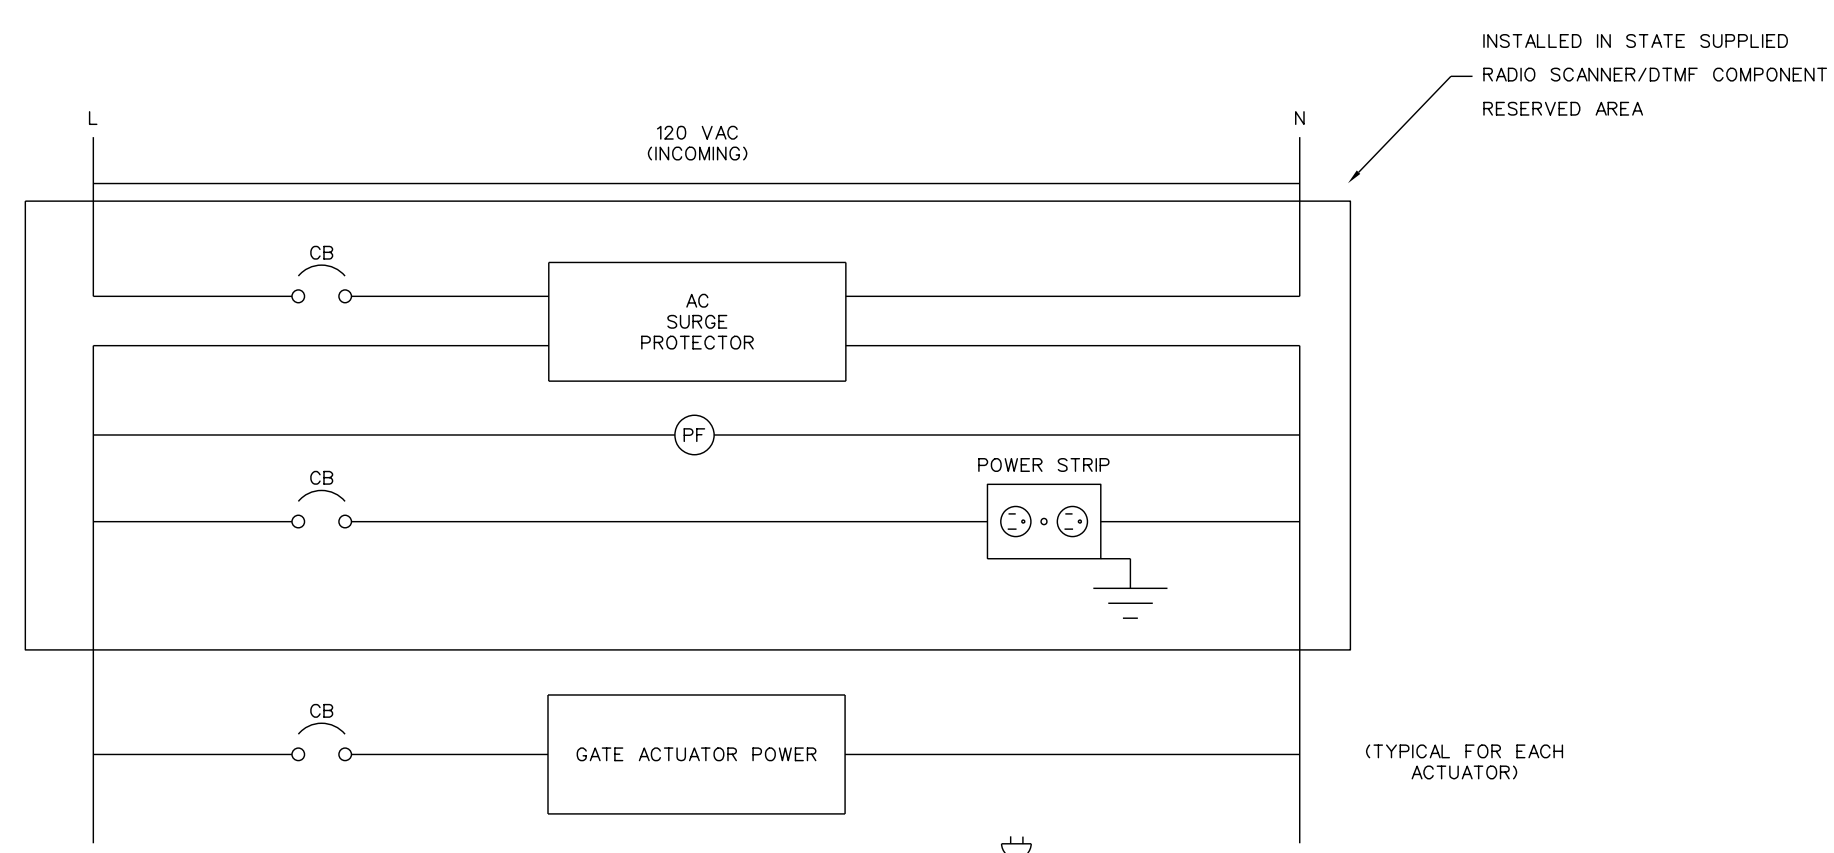 INSTALLED IN STATE SUPPLIED
RADIO SCANNER/DTMF COMPONENT
RESERVED AREA
L
N
120 VAC
(INCOMING)
CB
AC
SURGE
PROTECTOR
PF
POWER STRIP
CB
CB
GATE ACTUATOR POWER
(TYPICAL FOR EACH
ACTUATOR)